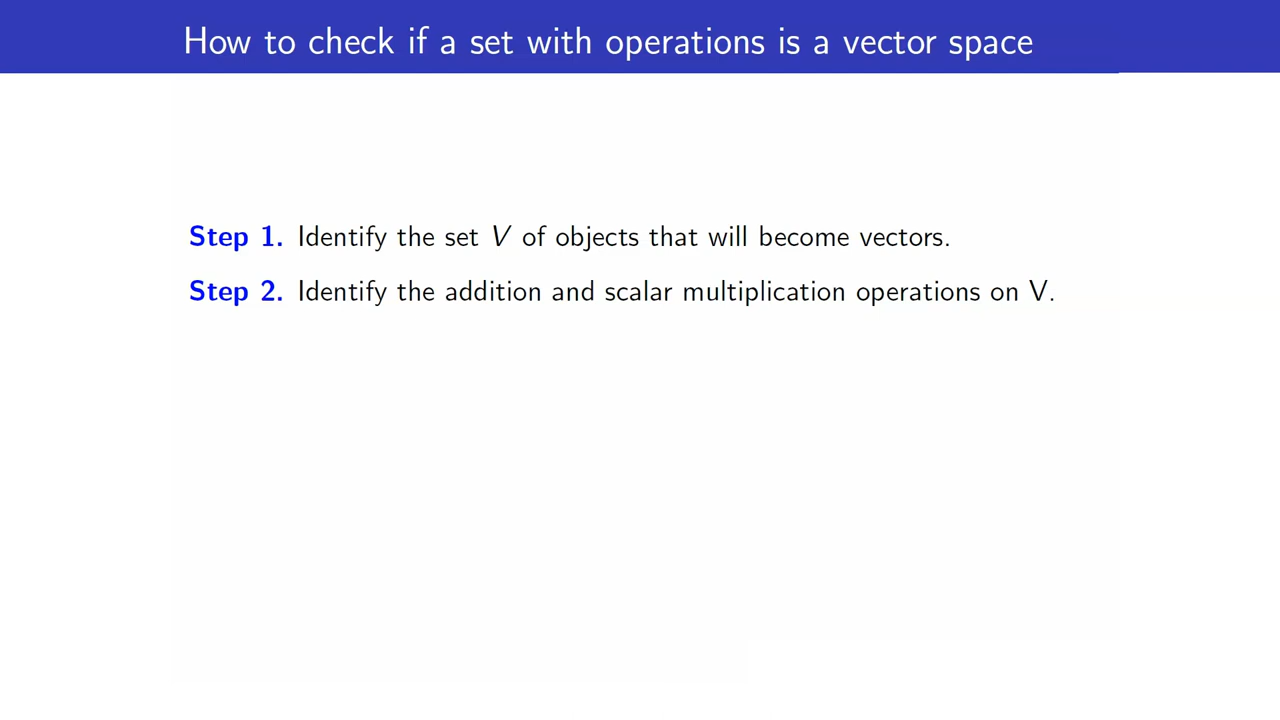 How to check if a set with operations is a vector space
Step 1. Identify the set V of objects that will become vectors.
Step 2. Identify the addition and scalar multiplication operations on V.